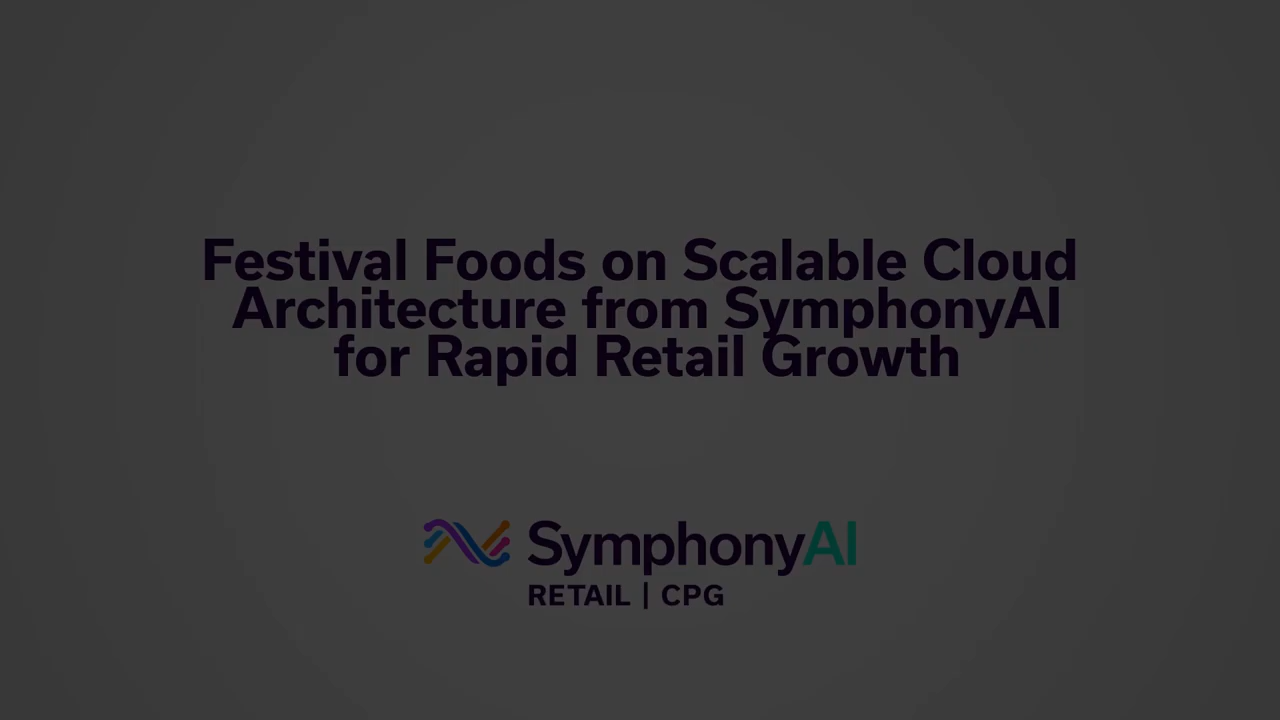 Festival Foods on Scalable Cloud
Architecture from SymphonyAI
for Rapid Retail Growth
SymphonyAI
RETAIL | CPG